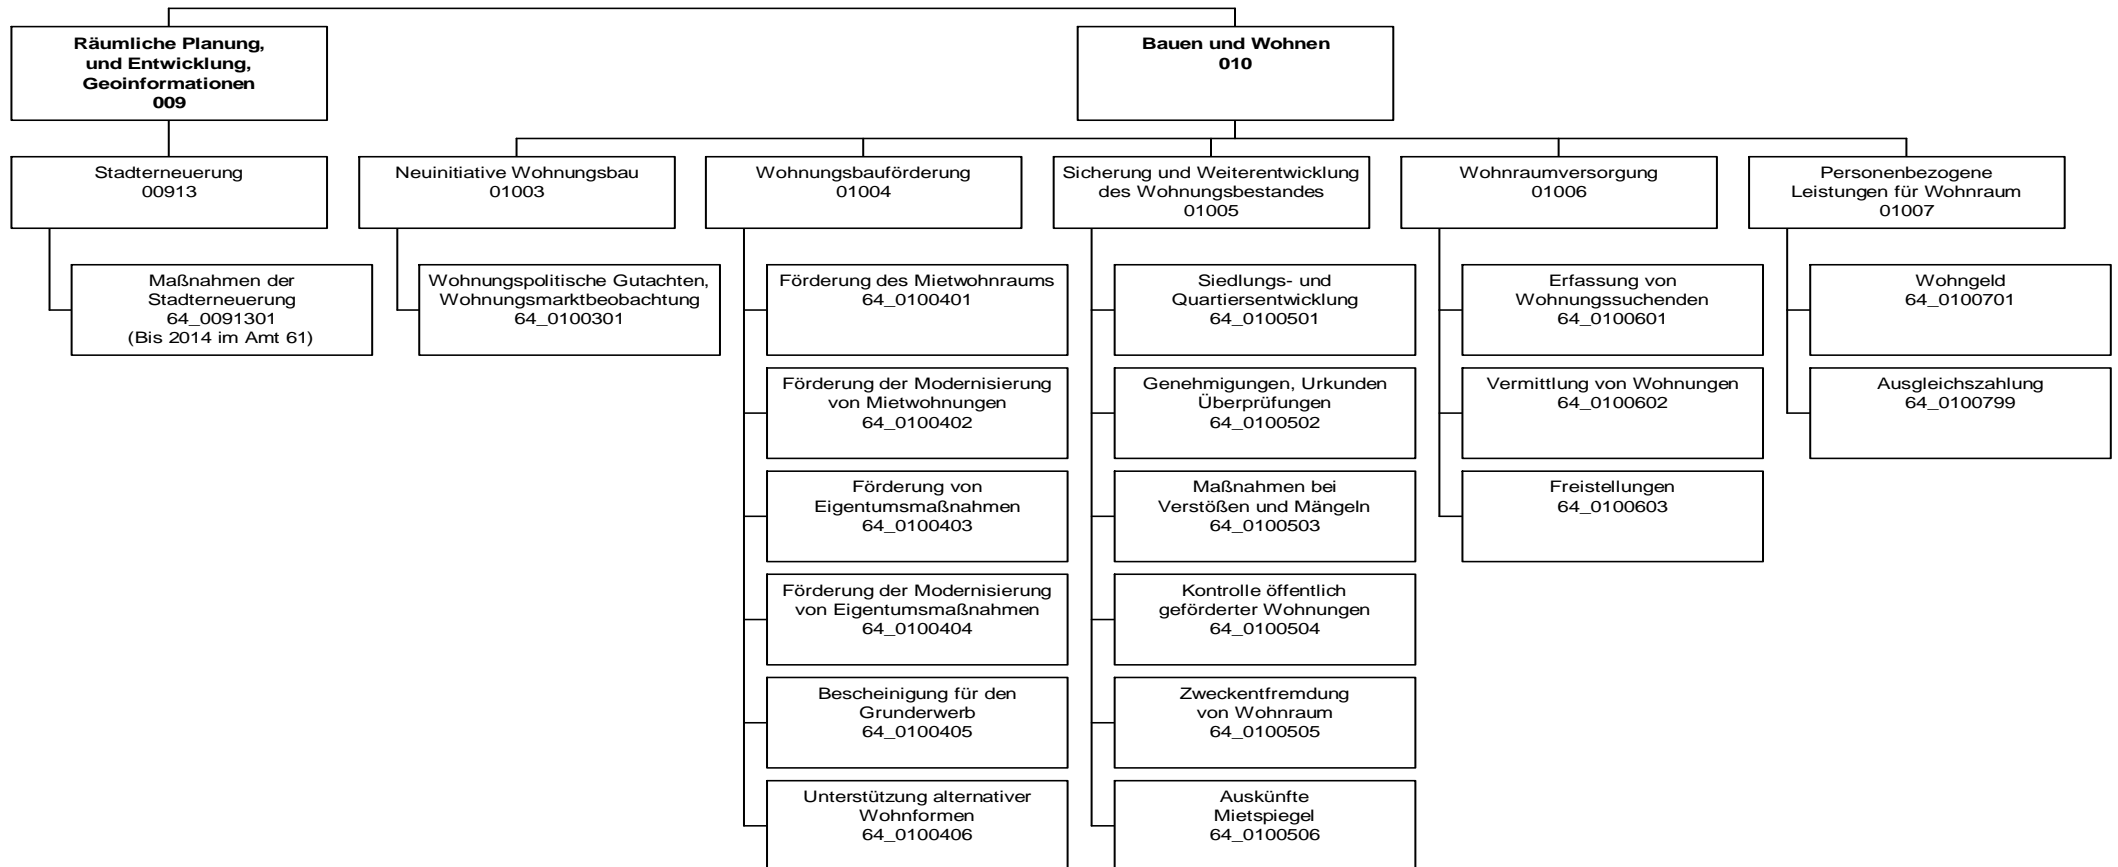 Räumliche Planung,
und Entwicklung,
Geoinformationen
009
Bauen und Wohnen
010
Stadterneuerung
00913
Neuinitiative Wohnungsbau
01003
Wohnungsbauförderung
01004
Sicherung und Weiterentwicklung
des Wohnungsbestandes
01005
Wohnraumversorgung
01006
Personenbezogene
Leistungen für Wohnraum
01007
Maßnahmen der
Stadterneuerung
64_0091301
(Bis 2014 im Amt 61)
Wohnungspolitische Gutachten,
Wohnungsmarktbeobachtung
64_0100301
Förderung des Mietwohnraums
64_0100401
Förderung der Modernisierung
von Mietwohnungen
64_0100402
Förderung von
Eigentumsmaßnahmen
64_0100403
Förderung der Modernisierung
von Eigentumsmaßnahmen
64_0100404
Bescheinigung für den
Grunderwerb
64_0100405
Unterstützung alternativer
Wohnformen
64_0100406
Siedlungs- und
Quartiersentwicklung
64_0100501
Genehmigungen, Urkunden
Überprüfungen
64_0100502
Maßnahmen bei
Verstößen und Mängeln
64_0100503
Kontrolle öffentlich
geförderter Wohnungen
64_0100504
Zweckentfremdung
von Wohnraum
64_0100505
Auskünfte
Mietspiegel
64_0100506
Erfassung von
Wohnungssuchenden
64_0100601
Vermittlung von Wohnungen
64_0100602
Freistellungen
64_0100603
Wohngeld
64_0100701
Ausgleichszahlung
64_0100799